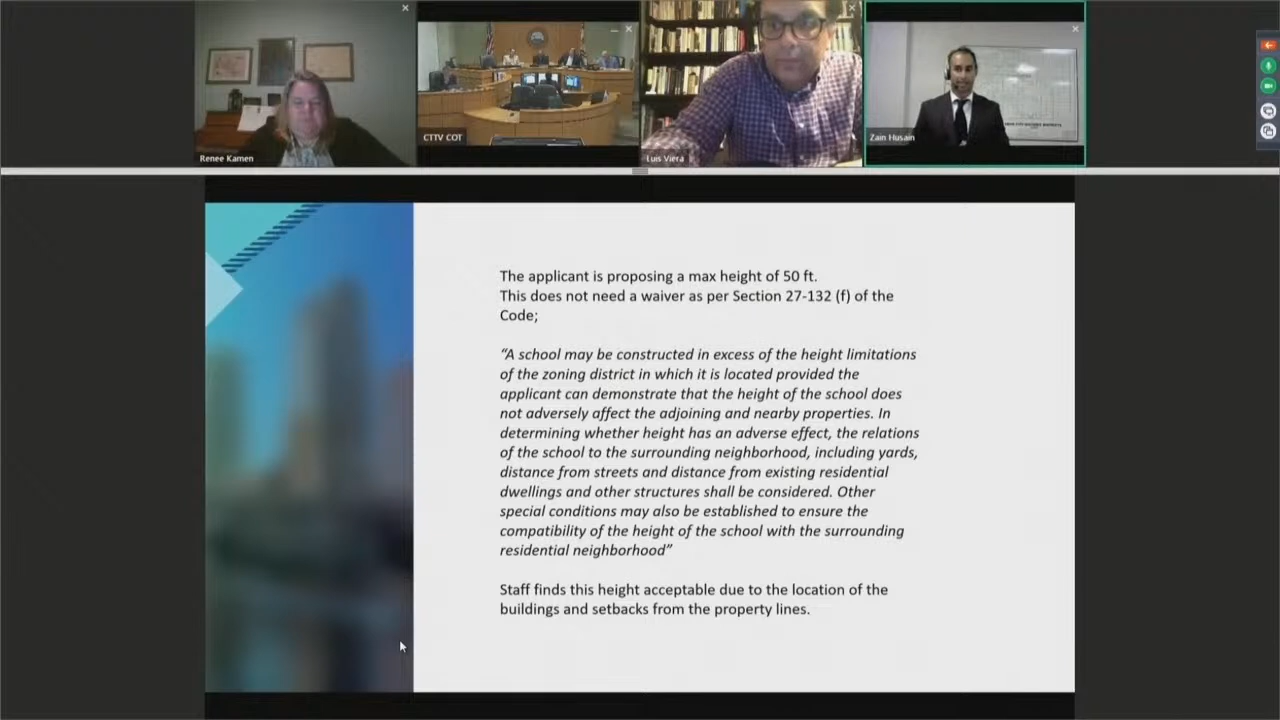 Renee Kamen
CTTV COT
Luis Viera
Zain Husain
The applicant is proposing a max height of 50 ft.
This does not need a waiver as per Section 27-132 (f) of the
Code;
“A school may be constructed in excess of the height limitations
of the zoning district in which it is located provided the
applicant can demonstrate that the height of the school does
not adversely affect the adjoining and nearby properties. In
determining whether height has an adverse effect, the relations
of the school to the surrounding neighborhood, including yards,
distance from streets and distance from existing residential
dwellings and other structures shall be considered. Other
special conditions may also be established to ensure the
compatibility of the height of the school with the surrounding
residential neighborhood”
Staff finds this height acceptable due to the location of the
buildings and setbacks from the property lines.